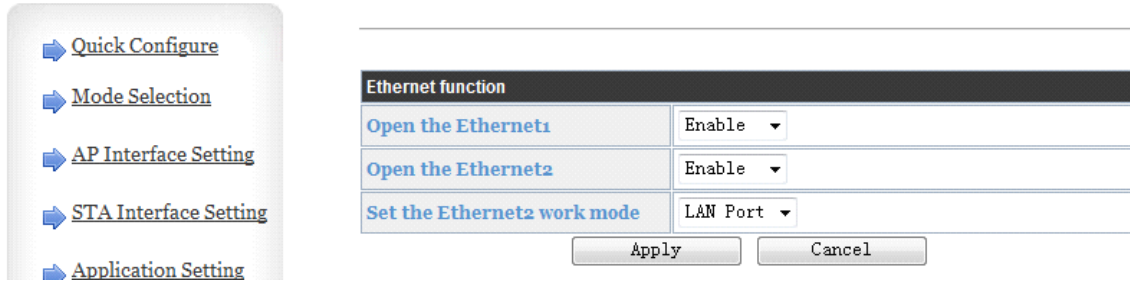 Quick Configure
Mode Selection
AP Interface Setting
STA Interface Setting
Application Setting
Ethernet function
Open the Ethernet1 Enable
Open the Ethernet2 Enable
Set the Ethernet2 work mode LAN Port
Apply Cancel